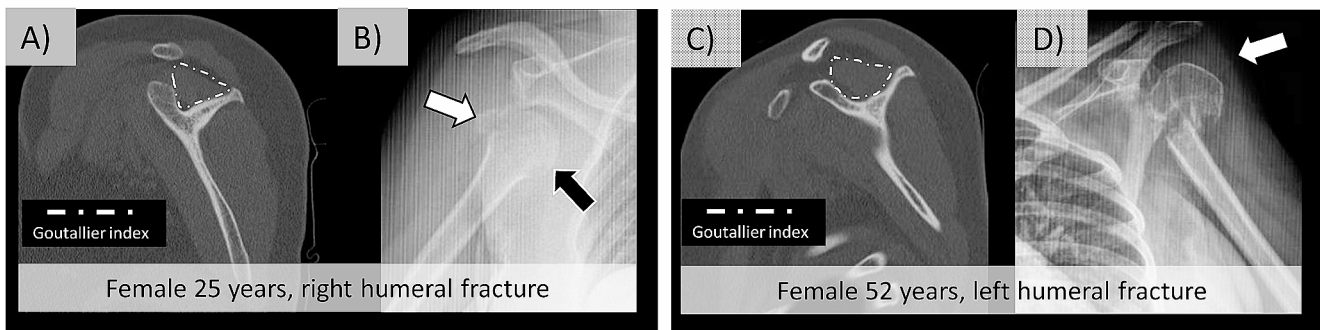 A)
B)
Goutallier index
Female 25 years, right humeral fracture
C)
D)
Goutallier index
Female 52 years, left humeral fracture